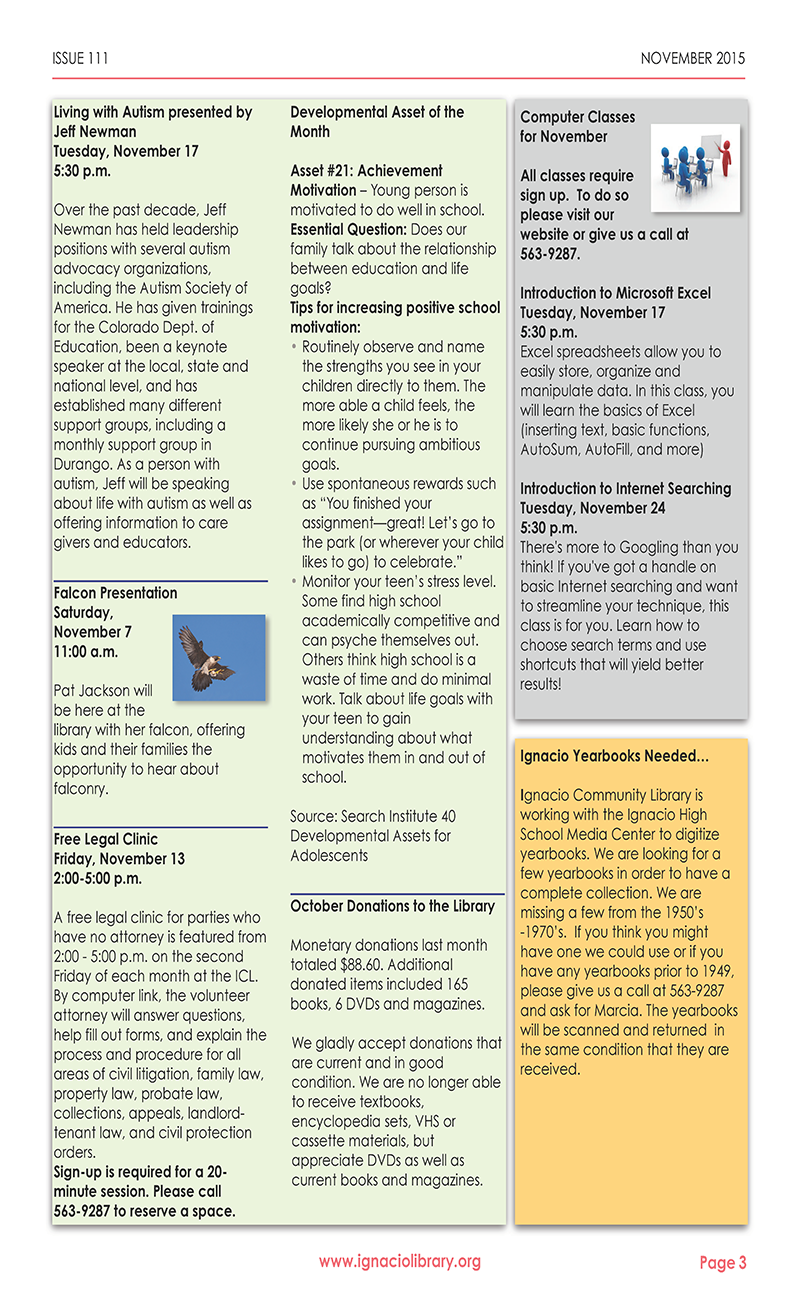 ISSUE 111
NOVEMBER 2015
Living with Autism presented by
Jeff Newman
Tuesday, November 17
5:30 p.m.
Over the past decade, Jeff
Newman has held leadership
positions with several autism
advocacy organizations,
including the Autism Society of
America. He has given trainings
for the Colorado Dept. of
Education, been a keynote
speaker at the local, state and
national level, and has
established many different
support groups, including a
monthly support group in
Durango. As a person with
autism, Jeff will be speaking
about life with autism as well as
offering information to care
givers and educators.
Falcon Presentation
Saturday,
November 7
11:00 a.m.
Pat Jackson will
be here at the
library with her falcon, offering
kids and their families the
opportunity to hear about
falconry.
Free Legal Clinic
Friday, November 13
2:00-5:00 p.m.
A free legal clinic for parties who
have no attorney is featured from
2:00 - 5:00 p.m. on the second
Friday of each month at the ICL.
By computer link, the volunteer
attorney will answer questions,
help fill out forms, and explain the
process and procedure for all
areas of civil litigation, family law,
property law, probate law,
collections, appeals, landlord-
tenant law, and civil protection
orders.
Sign-up is required for a 20-
minute session. Please call
563-9287 to reserve a space.
Developmental Asset of the
Month
Asset #21: Achievement
Motivation – Young person is
motivated to do well in school.
Essential Question: Does our
family talk about the relationship
between education and life
goals?
Tips for increasing positive school
motivation:
• Routinely observe and name
the strengths you see in your
children directly to them. The
more able a child feels, the
more likely she or he is to
continue pursuing ambitious
goals.
• Use spontaneous rewards such
as “You finished your
assignment—great! Let’s go to
the park (or wherever your child
likes to go) to celebrate.”
• Monitor your teen’s stress level.
Some find high school
academically competitive and
can psyche themselves out.
Others think high school is a
waste of time and do minimal
work. Talk about life goals with
your teen to gain
understanding about what
motivates them in and out of
school.
Source: Search Institute 40
Developmental Assets for
Adolescents
October Donations to the Library
Monetary donations last month
totaled $88.60. Additional
donated items included 165
books, 6 DVDs and magazines.
We gladly accept donations that
are current and in good
condition. We are no longer able
to receive textbooks,
encyclopedia sets, VHS or
cassette materials, but
appreciate DVDs as well as
current books and magazines.
Computer Classes
for November
All classes require
sign up.  To do so
please visit our
website or give us a call at
563-9287.
Introduction to Microsoft Excel
Tuesday, November 17
5:30 p.m.
Excel spreadsheets allow you to
easily store, organize and
manipulate data. In this class, you
will learn the basics of Excel
(inserting text, basic functions,
AutoSum, AutoFill, and more)
Introduction to Internet Searching
Tuesday, November 24
5:30 p.m.
There's more to Googling than you
think! If you've got a handle on
basic Internet searching and want
to streamline your technique, this
class is for you. Learn how to
choose search terms and use
shortcuts that will yield better
results!
Ignacio Yearbooks Needed…
Ignacio Community Library is
working with the Ignacio High
School Media Center to digitize
yearbooks. We are looking for a
few yearbooks in order to have a
complete collection. We are
missing a few from the 1950’s
-1970’s.  If you think you might
have one we could use or if you
have any yearbooks prior to 1949,
please give us a call at 563-9287
and ask for Marcia. The yearbooks
will be scanned and returned  in
the same condition that they are
received.
www.ignaciolibrary.org
Page 3